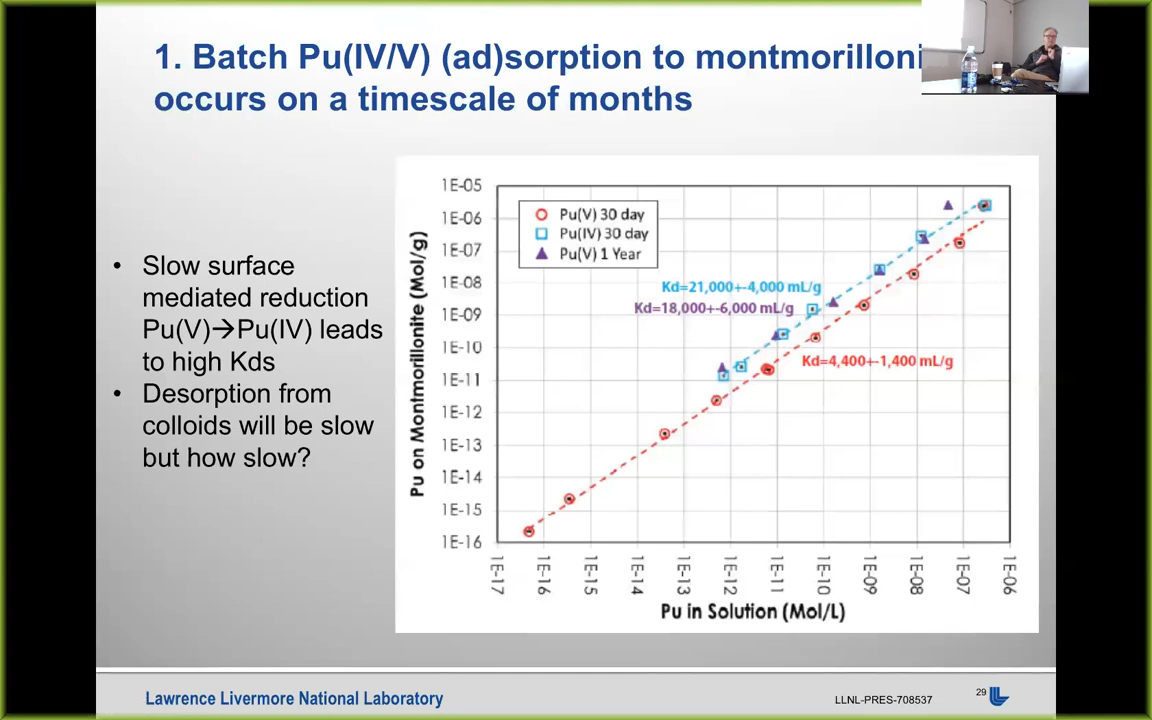 1. Batch Pu(IV/V) (ad)sorption to montmorilloni
occurs on a timescale of months
• Slow surface
mediated reduction
Pu(V)→Pu(IV) leads
to high Kds
• Desorption from
colloids will be slow
but how slow?
Pu on Montmorillonite (Mol/g)
1E-05
1E-06
1E-07
1E-08
1E-09
1E-10
1E-11
1E-12
1E-13
1E-14
1E-15
1E-16
Pu(V) 30 day
Pu(IV) 30 day
Pu(V) 1 Year
Kd=21,000+-4,000 mL/g
Kd=18,000+-6,000 mL/g
Kd=4,400+-1,400 mL/g
1E-17
1E-16
1E-15
1E-14
1E-13
1E-12
1E-11
1E-10
1E-09
1E-08
1E-07
1E-06
Pu in Solution (Mol/L)
Lawrence Livermore National Laboratory
LLNL-PRES-708537
29